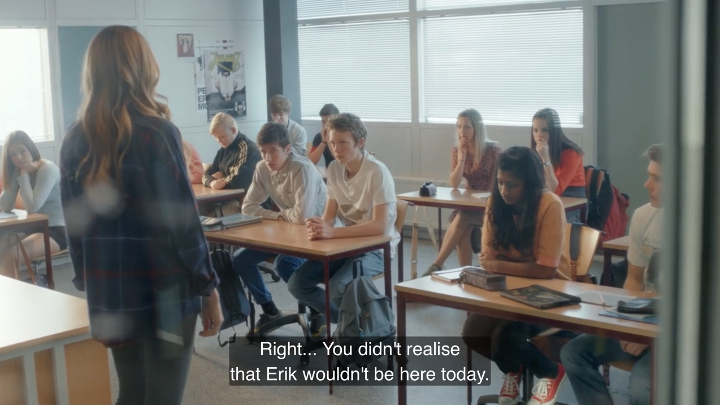 Right... You didn't realise
that Erik wouldn't be here today.